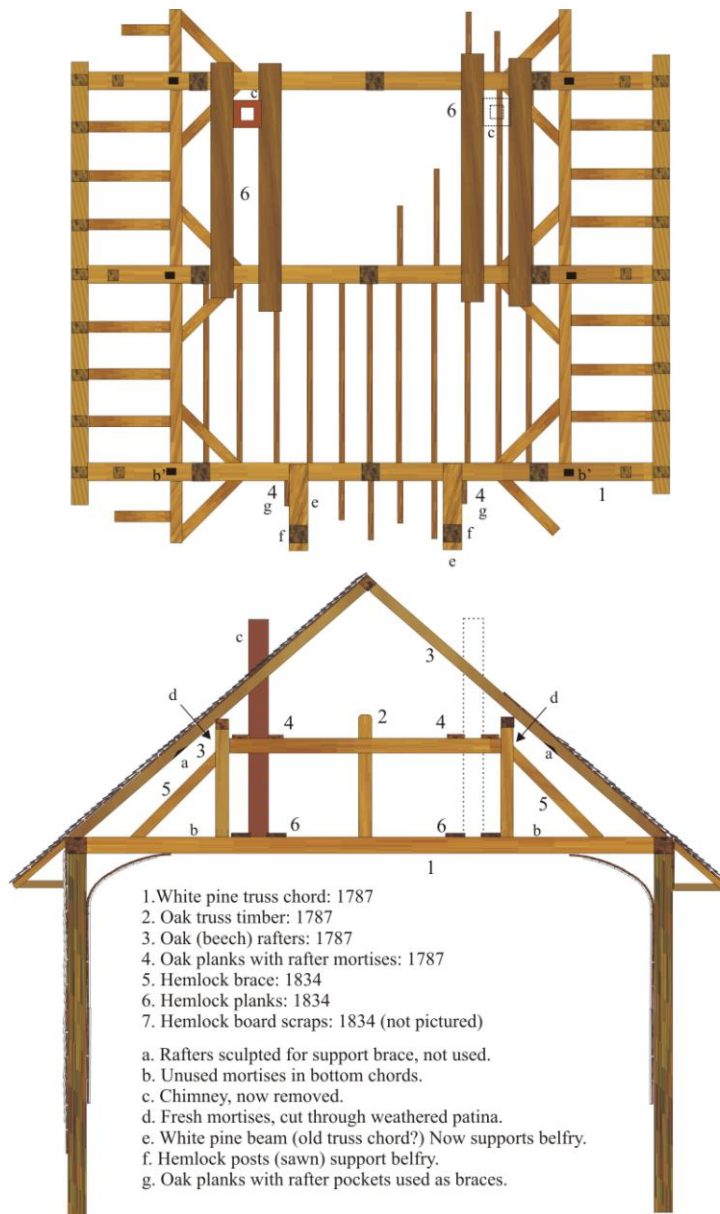 c
6
c
6
b'
4
g
e
4
g
b'
1
f
f
e
c
3
d
2
d
4
4
3
a
a
5
5
b
6
6
b
1
1.White pine truss chord: 1787
2. Oak truss timber: 1787
3. Oak (beech) rafters: 1787
4. Oak planks with rafter mortises: 1787
5. Hemlock brace: 1834
6. Hemlock planks: 1834
7. Hemlock board scraps: 1834 (not pictured)
a. Rafters sculpted for support brace, not used.
b. Unused mortises in bottom chords.
c. Chimney, now removed.
d. Fresh mortises, cut through weathered patina.
e. White pine beam (old truss chord?) Now supports belfry.
f. Hemlock posts (sawn) support belfry.
g. Oak planks with rafter pockets used as braces.